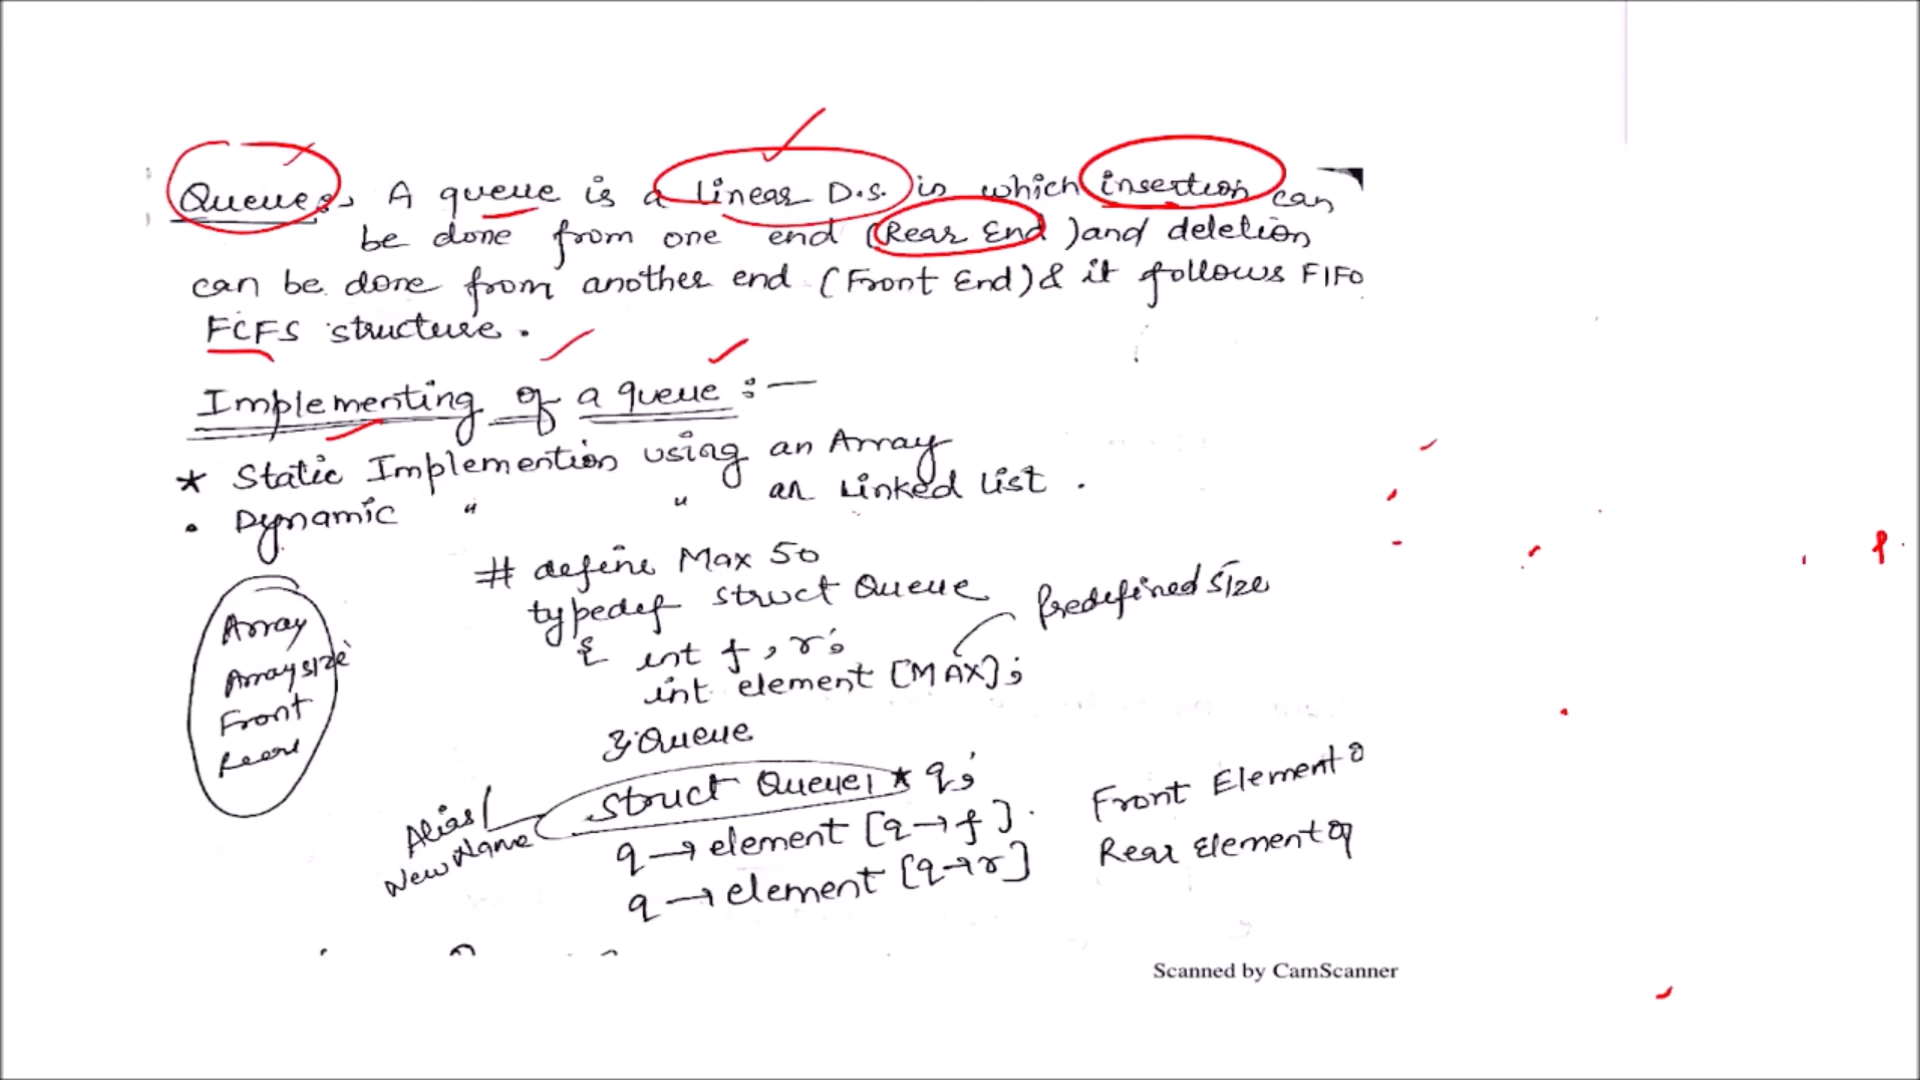 Queues. A queue is a linear D.S. in which insertion can
be done from one end (Rear End) and deletion
can be done from another end (Front End) & it follows FIFO
FCFS structure.
Implementing of a queue :—
* Static Implemention using an Array
• Dynamic " " an Linked List.
# define Max 50
typedef struct Queue
{ int f, r;
Predefined Size
int element [MAX];
} Queue
Array
Array size
Front
Rear
struct Queue * q;
Alias/
New Name
q → element [q → f].
Front Element
q → element [q → r]
Rear Element of
Scanned by CamScanner